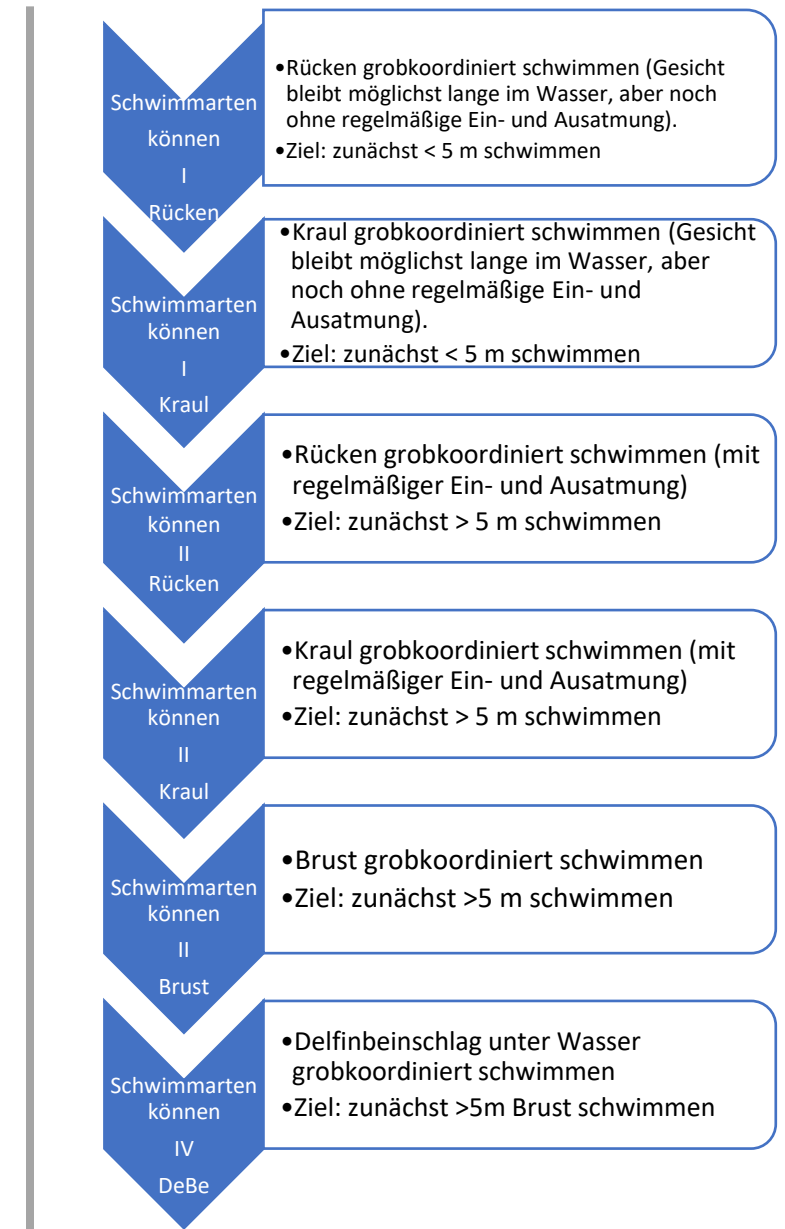 Schwimmarten
können
I
Rücken
•Rücken grobkoordiniert schwimmen (Gesicht
bleibt möglichst lange im Wasser, aber noch
ohne regelmäßige Ein- und Ausatmung).
•Ziel: zunächst < 5 m schwimmen
Schwimmarten
können
I
Kraul
•Kraul grobkoordiniert schwimmen (Gesicht
bleibt möglichst lange im Wasser, aber
noch ohne regelmäßige Ein- und
Ausatmung).
•Ziel: zunächst < 5 m schwimmen
Schwimmarten
können
II
Rücken
•Rücken grobkoordiniert schwimmen (mit
regelmäßiger Ein- und Ausatmung)
•Ziel: zunächst > 5 m schwimmen
Schwimmarten
können
II
Kraul
•Kraul grobkoordiniert schwimmen (mit
regelmäßiger Ein- und Ausatmung)
•Ziel: zunächst > 5 m schwimmen
Schwimmarten
können
II
Brust
•Brust grobkoordiniert schwimmen
•Ziel: zunächst >5 m schwimmen
Schwimmarten
können
IV
DeBe
•Delfinbeinschlag unter Wasser
grobkoordiniert schwimmen
•Ziel: zunächst >5m Brust schwimmen